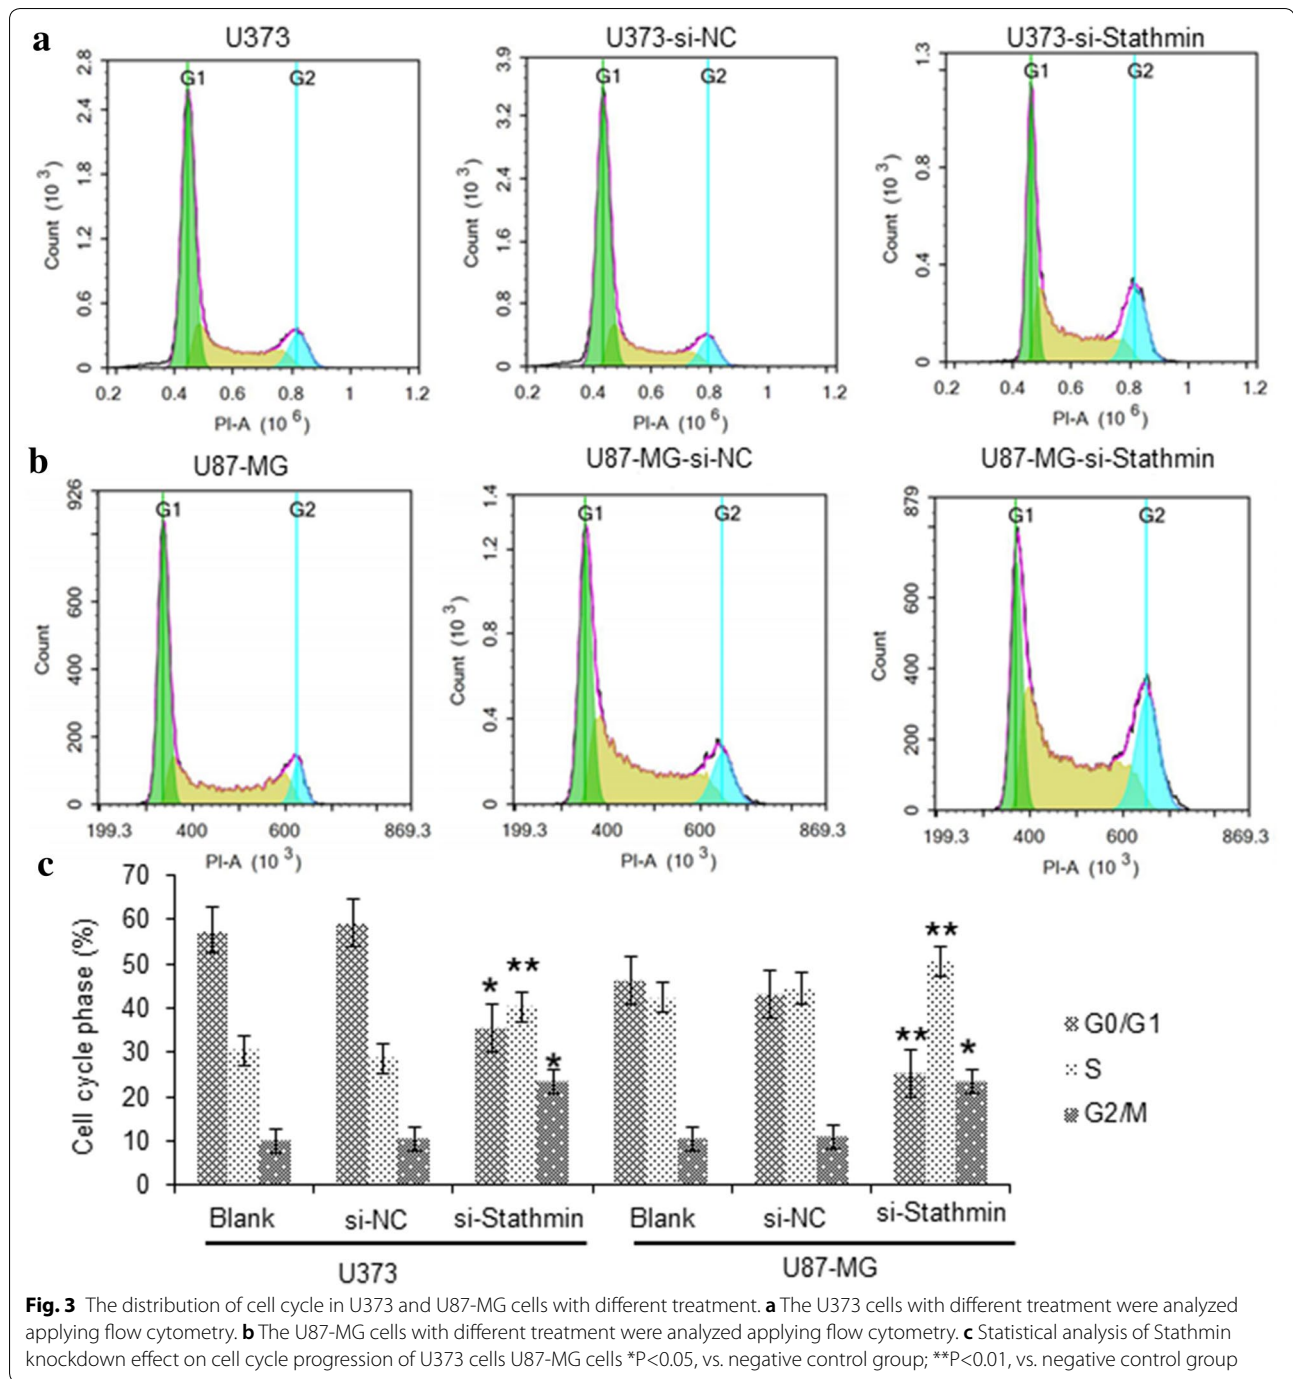 a
U373
U373-si-NC
U373-si-Stathmin
2.8
2.4
1.8
12
0.6
0
Count (10 3)
G1
G2
0.2 0.4 0.6 0.8 1 1.2
PI-A (10 6)
3.9
3.2
2.4
1.6
0.8
0
Count (10 3)
G1
G2
0.2 0.4 0.6 0.8 1 1.2
PI-A (10 6)
1.3
0.8
0.4
0
Count (10 3)
G1
G2
0.2 0.4 0.6 0.8 1 1.2
PI-A (10 6)
b
U87-MG
U87-MG-si-NC
U87-MG-si-Stathmin
926
600
400
200
0
Count
G1
G2
199.3 400 600 869.3
PI-A (10 3)
1.4
1.2
0.8
0.4
0
Count (10 3)
G1
G2
199.3 400 600 869.3
PI-A (10 3)
879
600
400
200
0
Count
G1
G2
199.3 400 600 869.3
PI-A (10 3)
c
Cell cycle phase (%)
70
60
50
40
30
20
10
0
* ** * ** ** *
G0/G1
S
G2/M
Blank si-NC si-Stathmin Blank si-NC si-Stathmin
U373 U87-MG
Fig. 3 The distribution of cell cycle in U373 and U87-MG cells with different treatment. a The U373 cells with different treatment were analyzed
applying flow cytometry. b The U87-MG cells with different treatment were analyzed applying flow cytometry. c Statistical analysis of Stathmin
knockdown effect on cell cycle progression of U373 cells U87-MG cells *P<0.05, vs. negative control group; **P<0.01, vs. negative control group